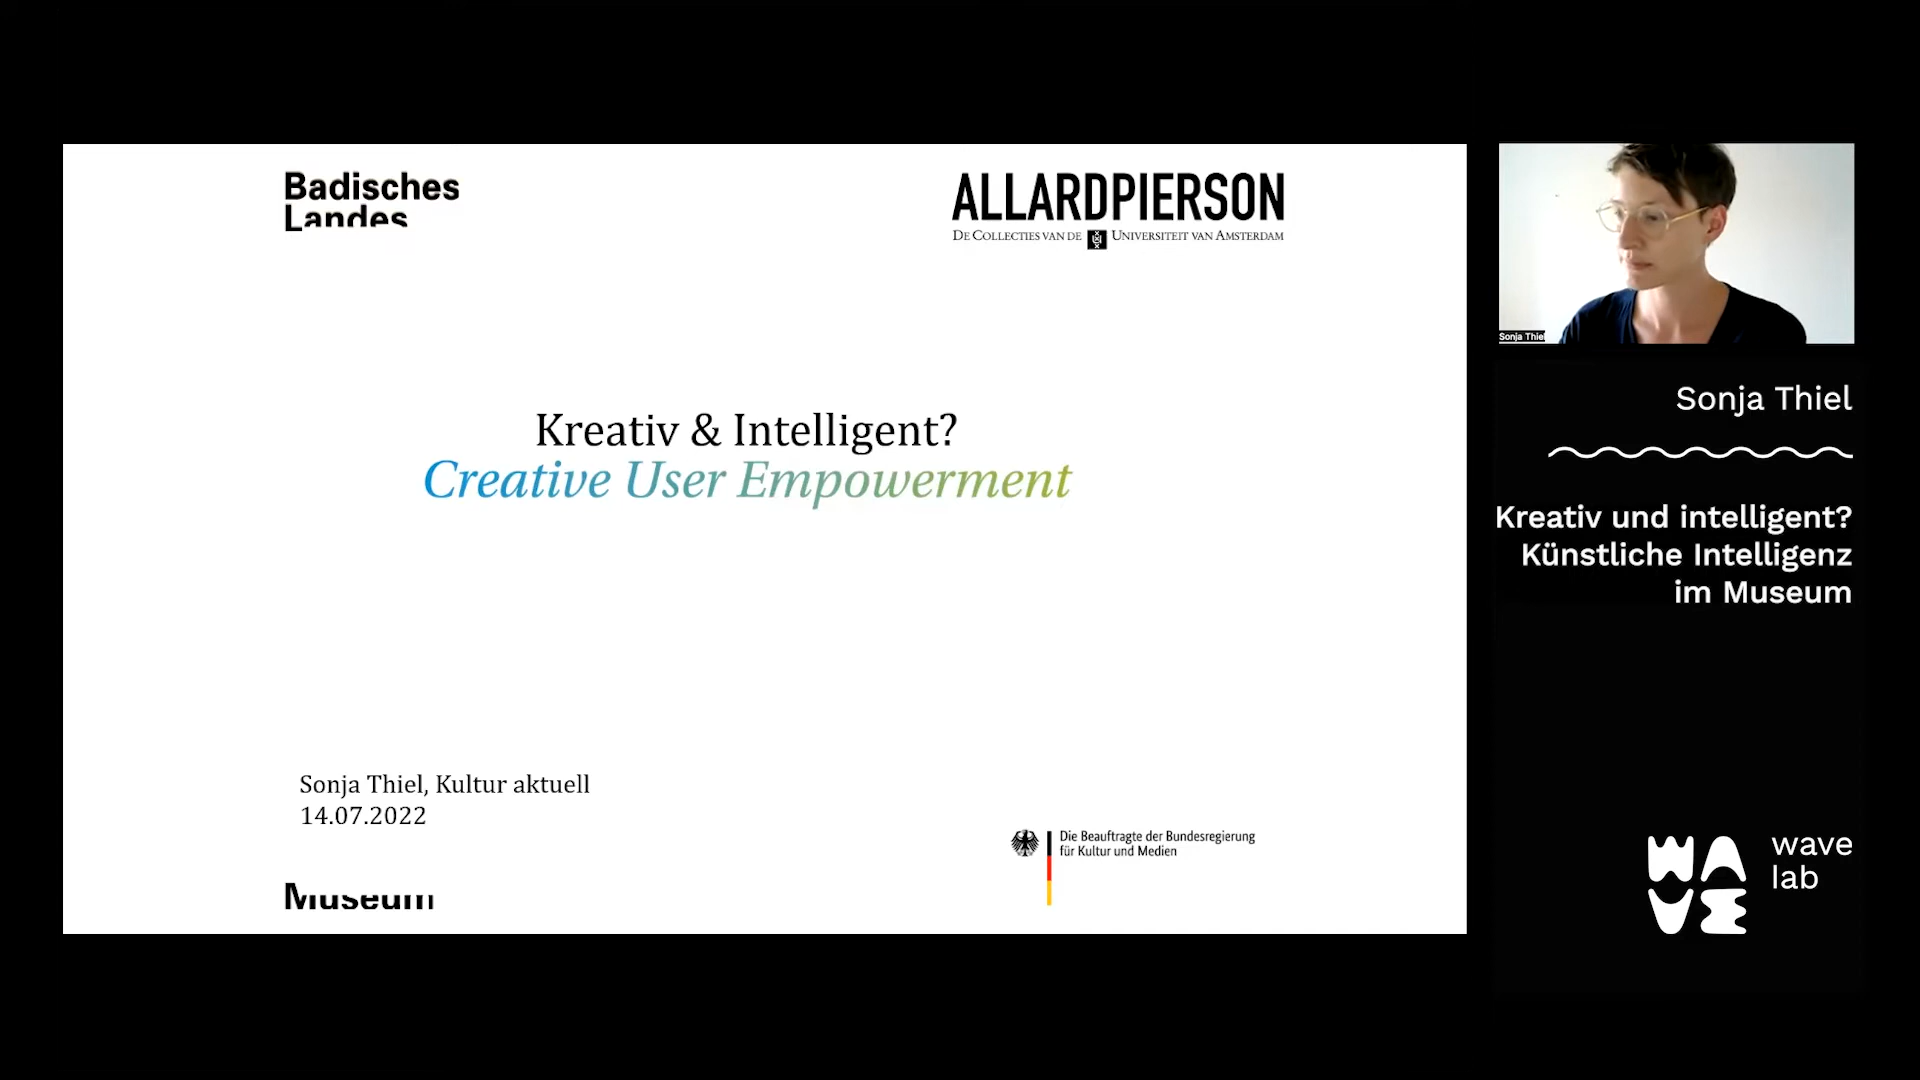 Badisches
Landes
ALLARDPIERSON
DE COLLECTIES VAN DE UNIVERSITEIT VAN AMSTERDAM
Kreativ & Intelligent?
Creative User Empowerment
Sonja Thiel, Kultur aktuell
14.07.2022
Museum
Die Beauftragte der Bundesregierung
für Kultur und Medien
Sonja Thiel
Sonja Thiel
Kreativ und intelligent?
Künstliche Intelligenz
im Museum
WAVE
wave
lab